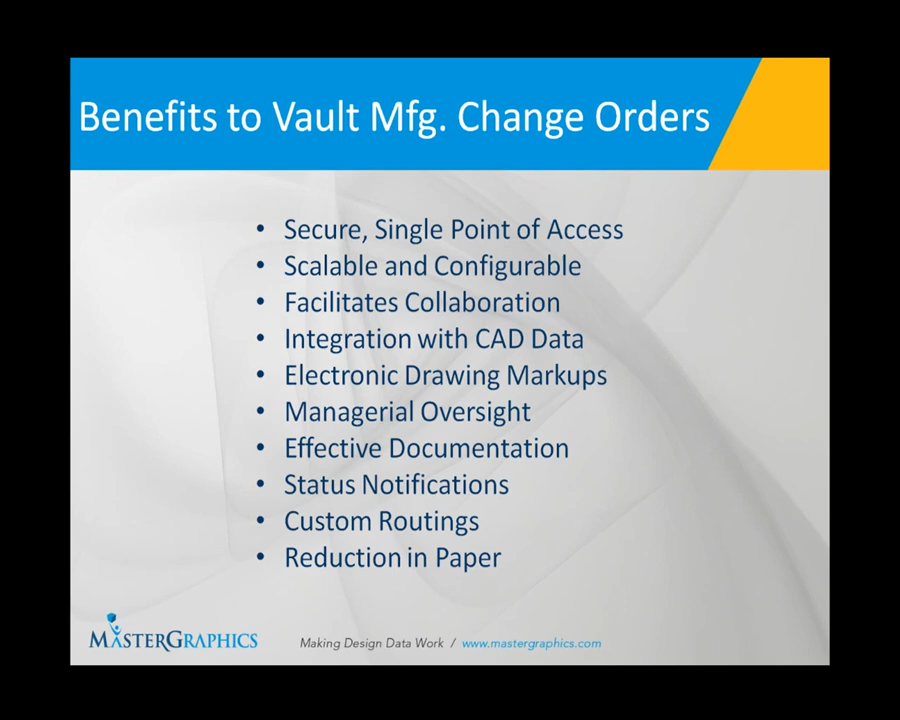 Benefits to Vault Mfg. Change Orders
• Secure, Single Point of Access
• Scalable and Configurable
• Facilitates Collaboration
• Integration with CAD Data
• Electronic Drawing Markups
• Managerial Oversight
• Effective Documentation
• Status Notifications
• Custom Routings
• Reduction in Paper
MASTERGRAPHICS
Making Design Data Work / www.mastergraphics.com